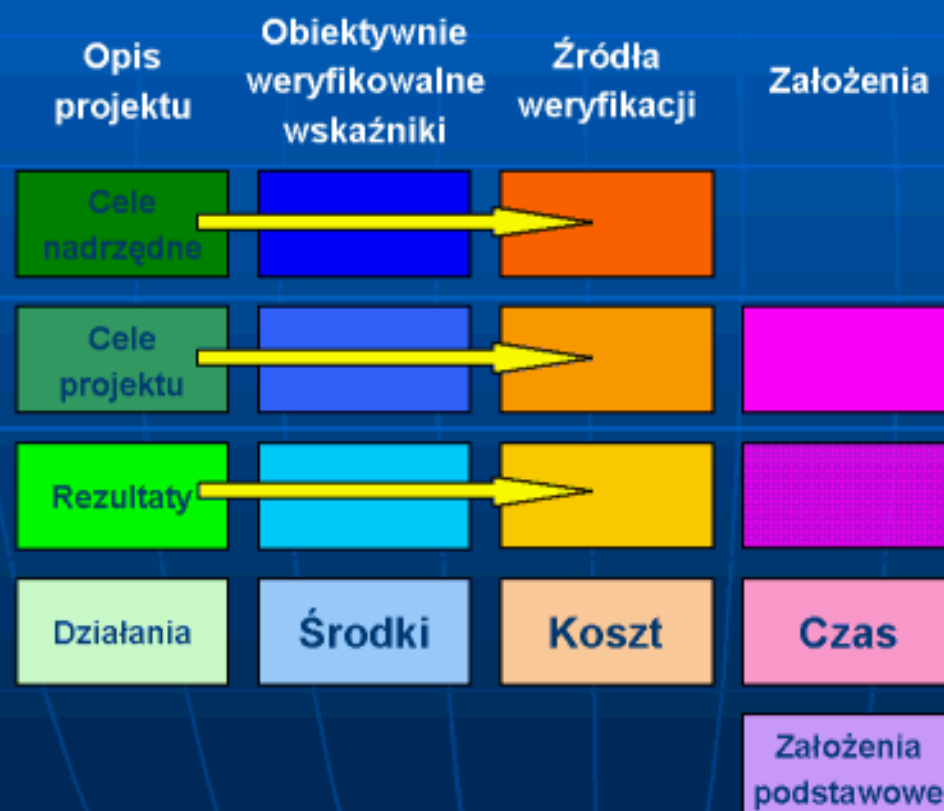 Opis
projektu
Obiektywnie
weryfikowalne
wskaźniki
Źródła
weryfikacji
Założenia
Cele
nadrzędne
Cele
projektu
Rezultaty
Działania
Środki
Koszt
Czas
Założenia
podstawowe